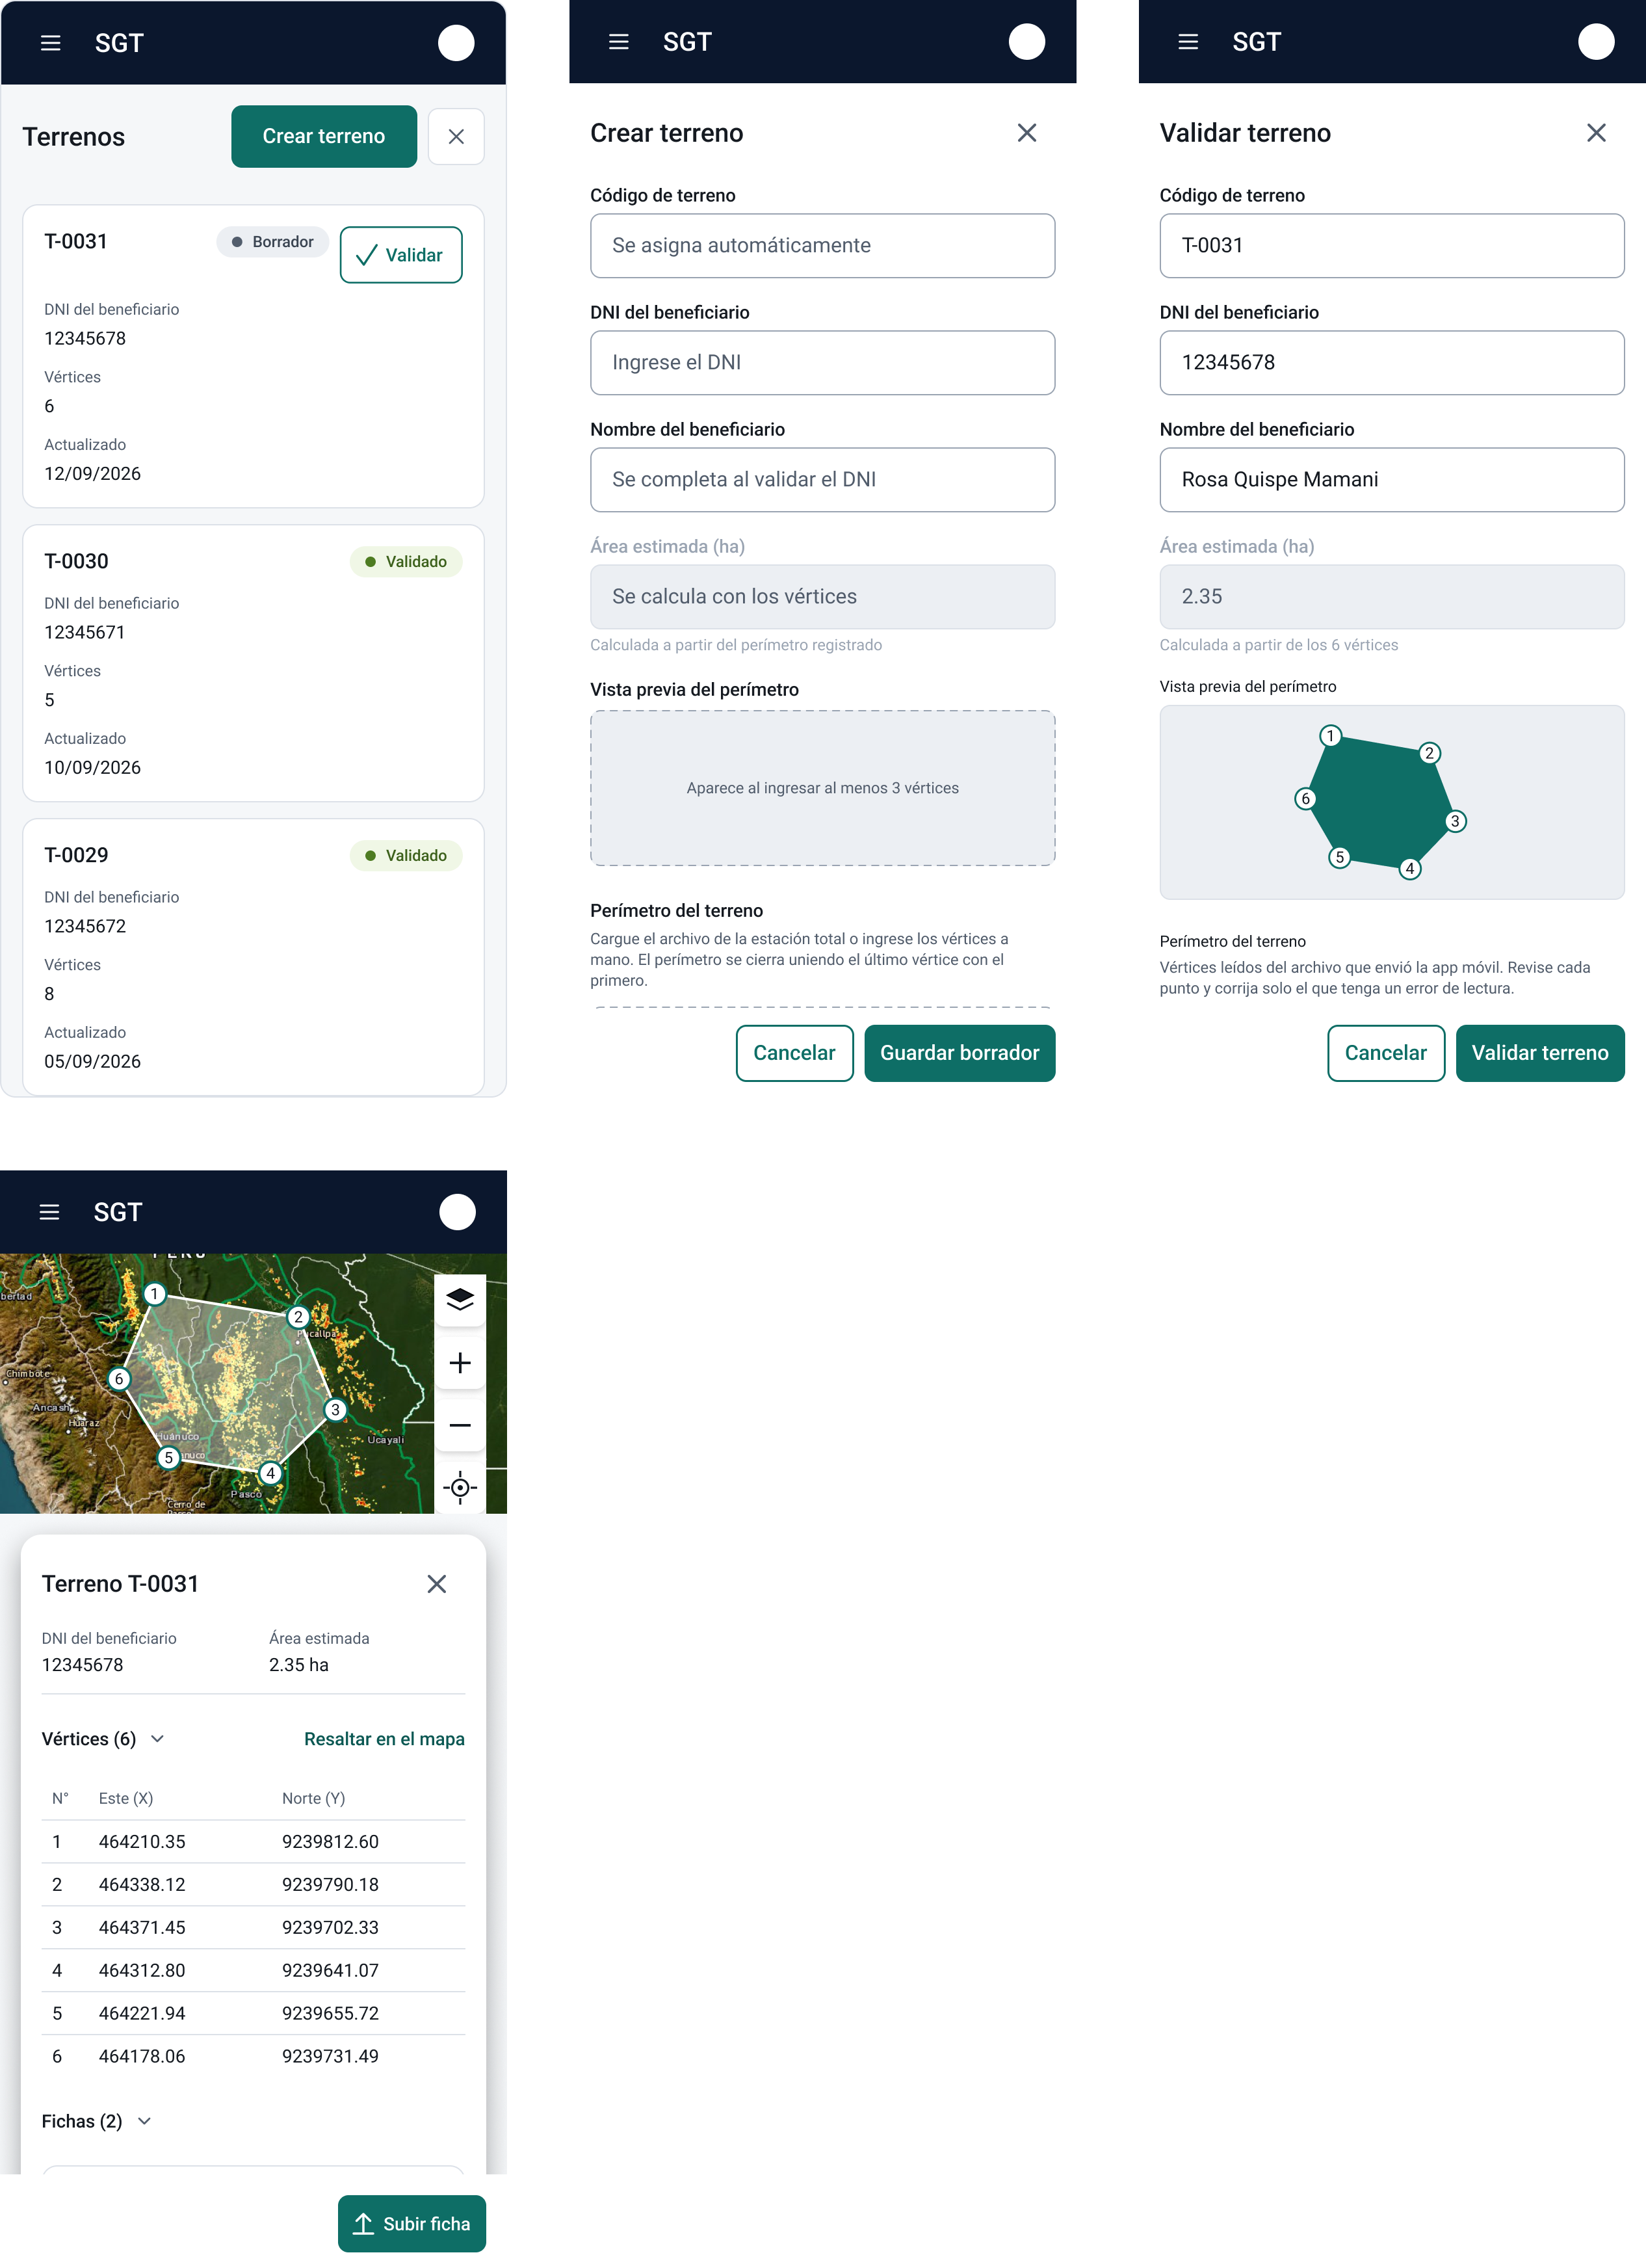 SGT
Terrenos
Crear terreno
T-0031
Borrador
Validar
DNI del beneficiario
12345678
Vértices
6
Actualizado
12/09/2026
T-0030
Validado
DNI del beneficiario
12345671
Vértices
5
Actualizado
10/09/2026
T-0029
Validado
DNI del beneficiario
12345672
Vértices
8
Actualizado
05/09/2026
SGT
Crear terreno
Código de terreno
Se asigna automáticamente
DNI del beneficiario
Ingrese el DNI
Nombre del beneficiario
Se completa al validar el DNI
Área estimada (ha)
Se calcula con los vértices
Calculada a partir del perímetro registrado
Vista previa del perímetro
Aparece al ingresar al menos 3 vértices
Perímetro del terreno
Cargue el archivo de la estación total o ingrese los vértices a
mano. El perímetro se cierra uniendo el último vértice con el
primero.
Cancelar
Guardar borrador
SGT
Validar terreno
Código de terreno
T-0031
DNI del beneficiario
12345678
Nombre del beneficiario
Rosa Quispe Mamani
Área estimada (ha)
2.35
Calculada a partir de los 6 vértices
Vista previa del perímetro
1
2
3
4
5
6
Perímetro del terreno
Vértices leídos del archivo que envió la app móvil. Revise cada
punto y corrija solo el que tenga un error de lectura.
Cancelar
Validar terreno
SGT
1
2
3
4
5
6
Chimbote
Ancash
Huaraz
Huánuco
Ucayali
Pasco
Cerro de
Terreno T-0031
DNI del beneficiario
12345678
Área estimada
2.35 ha
Vértices (6)
Resaltar en el mapa
N° Este (X) Norte (Y)
1 464210.35 9239812.60
2 464338.12 9239790.18
3 464371.45 9239702.33
4 464312.80 9239641.07
5 464221.94 9239655.72
6 464178.06 9239731.49
Fichas (2)
Subir ficha